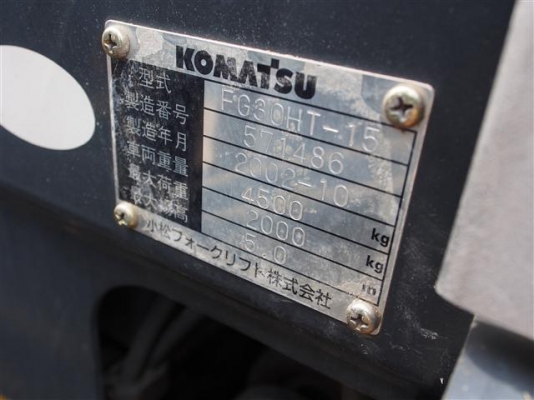 KOMATSU
型式 FG30HT-15
製造番号 571486
製造年月 2002-10
車両重量 4500 kg
最大荷重 2000 kg
最大揚高 5.0 m
小松フォークリフト株式会社